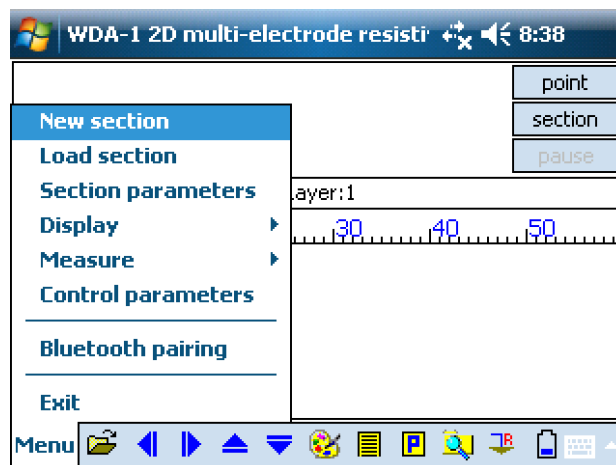 WDA-1 2D multi-electrode resisti 8:38
point
section
pause
New section
Load section
Section parameters
ayer:1
Display
30 40 50
Measure
Control parameters
Bluetooth pairing
Exit
Menu P R